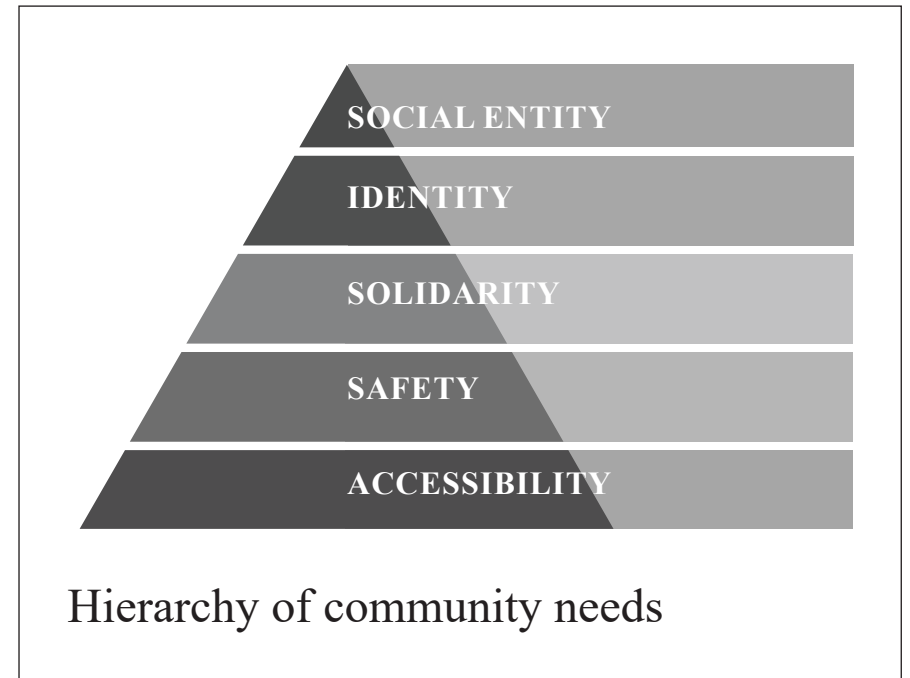 SOCIAL ENTITY
IDENTITY
SOLIDARITY
SAFETY
ACCESSIBILITY
Hierarchy of community needs